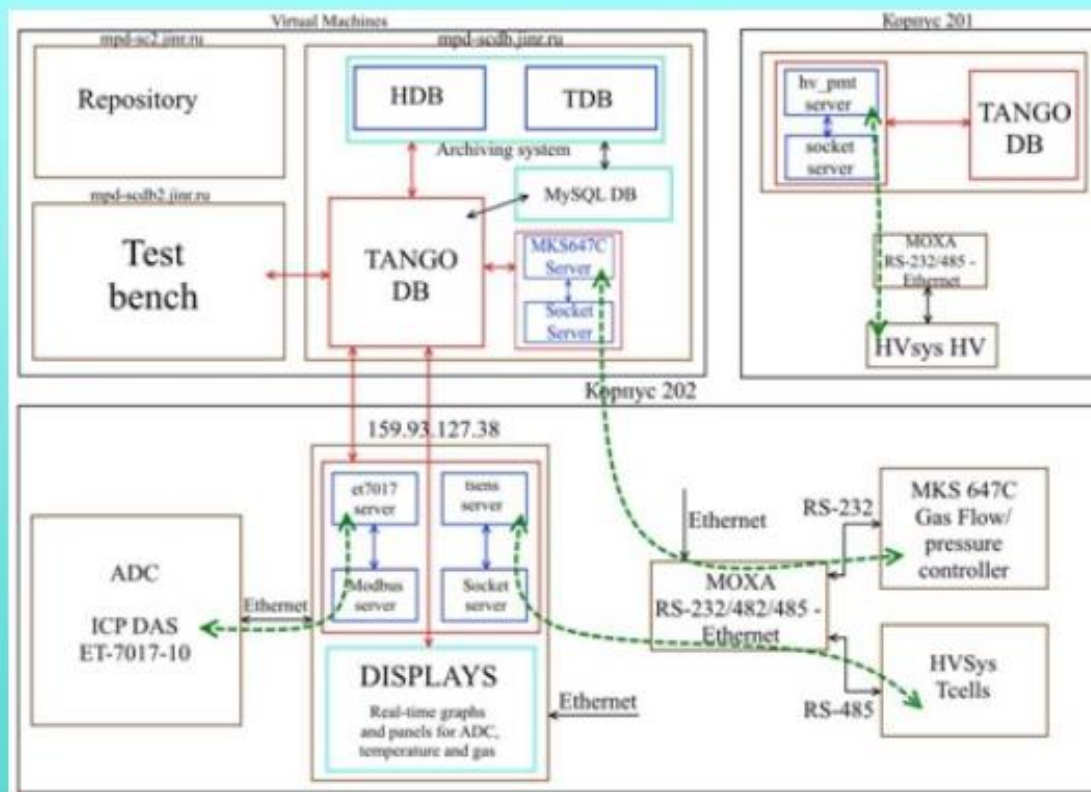 Virtual Machines
mpd-sc2.jinr.ru
Repository
mpd-scdb2.jinr.ru
Test
bench
mpd-scdb.jinr.ru
HDB
TDB
Archiving system
MySQL DB
TANGO
DB
MKS647C
Server
Socket
Server
Корпус 201
hv_pmt
server
socket
server
TANGO
DB
MOXA
RS-232/485 -
Ethernet
HVsys HV
Корпус 202
159.93.127.38
et7017
server
tsens
server
Modbus
server
Socket
server
ADC
ICP DAS
ET-7017-10
Ethernet
DISPLAYS
Real-time graphs
and panels for ADC,
temperature and gas
Ethernet
Ethernet
MOXA
RS-232/482/485 -
Ethernet
RS-232
RS-485
MKS 647C
Gas Flow/
pressure
controller
HVSys
Tcells